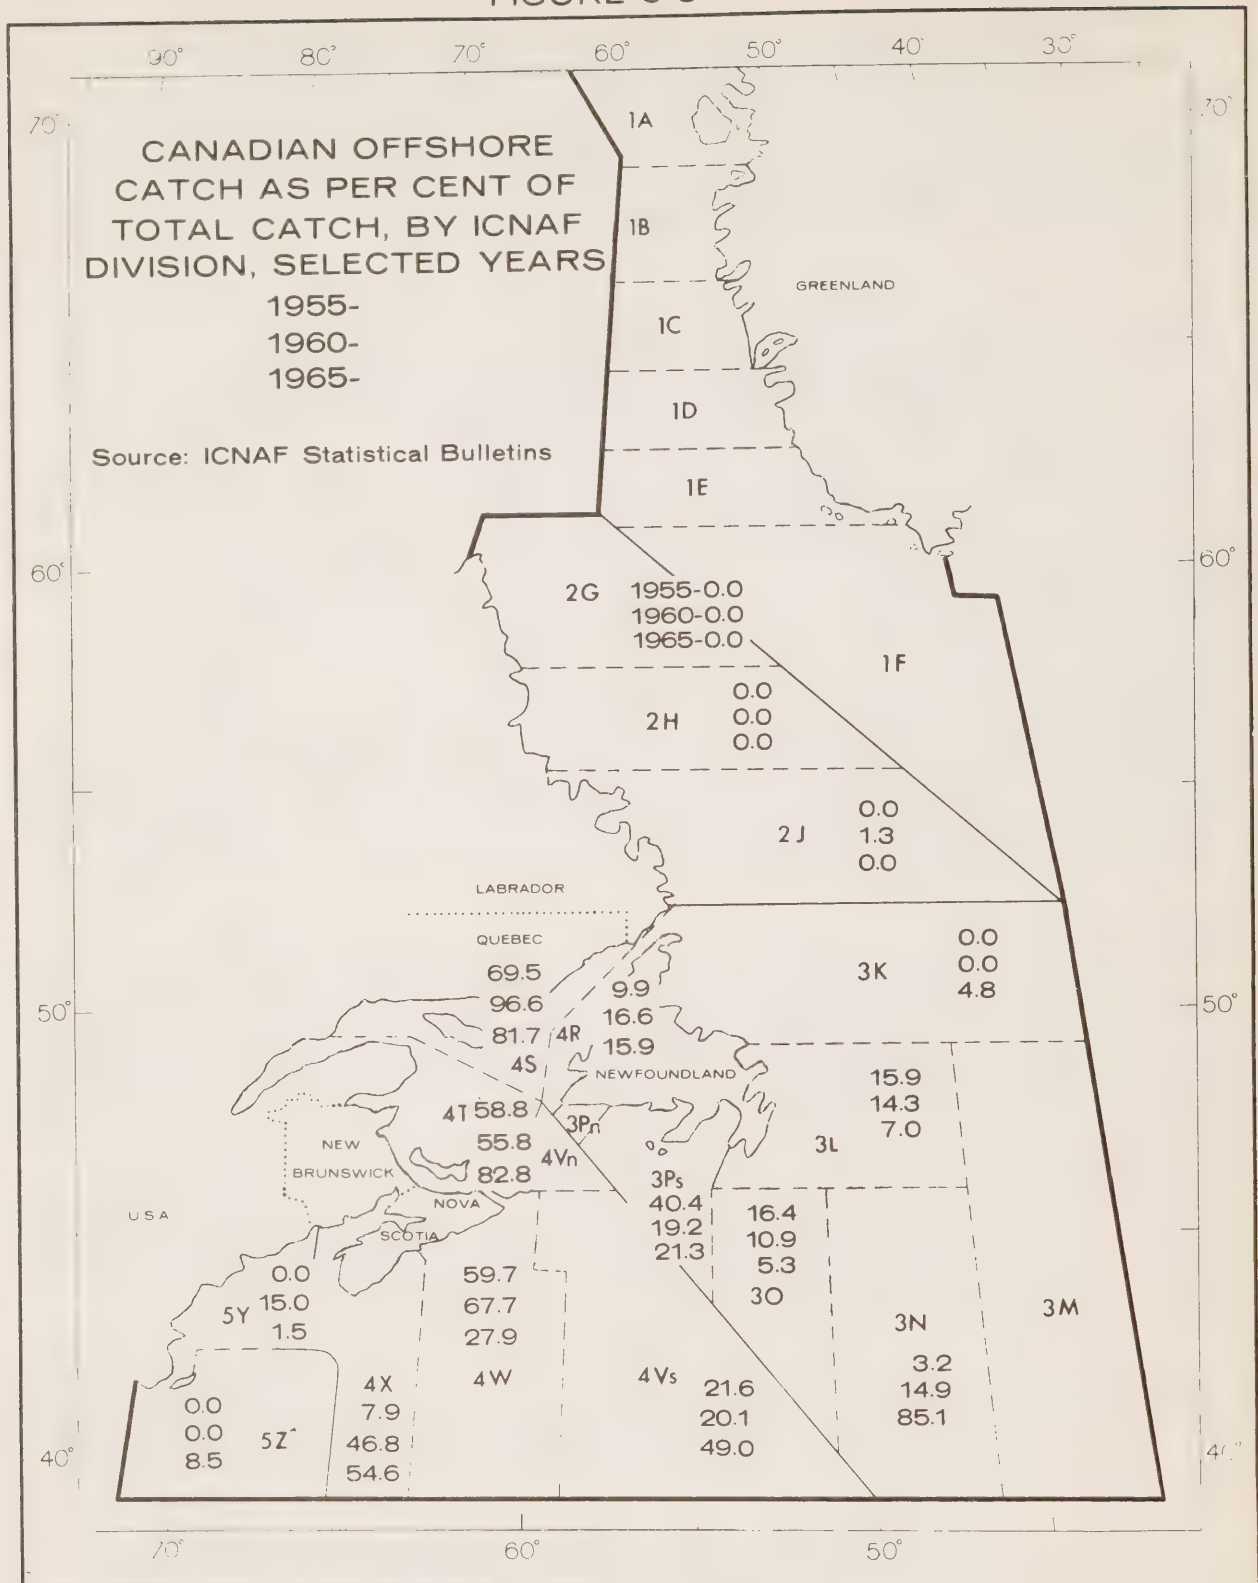 90° 80° 70° 60° 50° 40° 30°
70°
1A
CANADIAN OFFSHORE
CATCH AS PER CENT OF
TOTAL CATCH, BY ICNAF
DIVISION, SELECTED YEARS
1955-
1960-
1965-
Source: ICNAF Statistical Bulletins
1B
GREENLAND
1C
1D
1E
60° 60°
2G 1955-0.0
1960-0.0
1965-0.0
1F
2H
0.0
0.0
0.0
2J
0.0
1.3
0.0
LABRADOR
QUEBEC
69.5
96.6
81.7
4S
4R
9.9
16.6
15.9
3K
0.0
0.0
4.8
50° 50°
NEWFOUNDLAND
3L
15.9
14.3
7.0
4T 58.8
55.8
82.8
3Pn
4Vn
NEW
BRUNSWICK
NOVA
SCOTIA
USA
3Ps
40.4
19.2
21.3
16.4
10.9
5.3
3O
3M
3N
3.2
14.9
85.1
0.0
5Y 15.0
1.5
59.7
67.7
27.9
4W
4X
7.9
46.8
54.6
4Vs
21.6
20.1
49.0
0.0
0.0
8.5
5Z
40°
70° 60° 50°